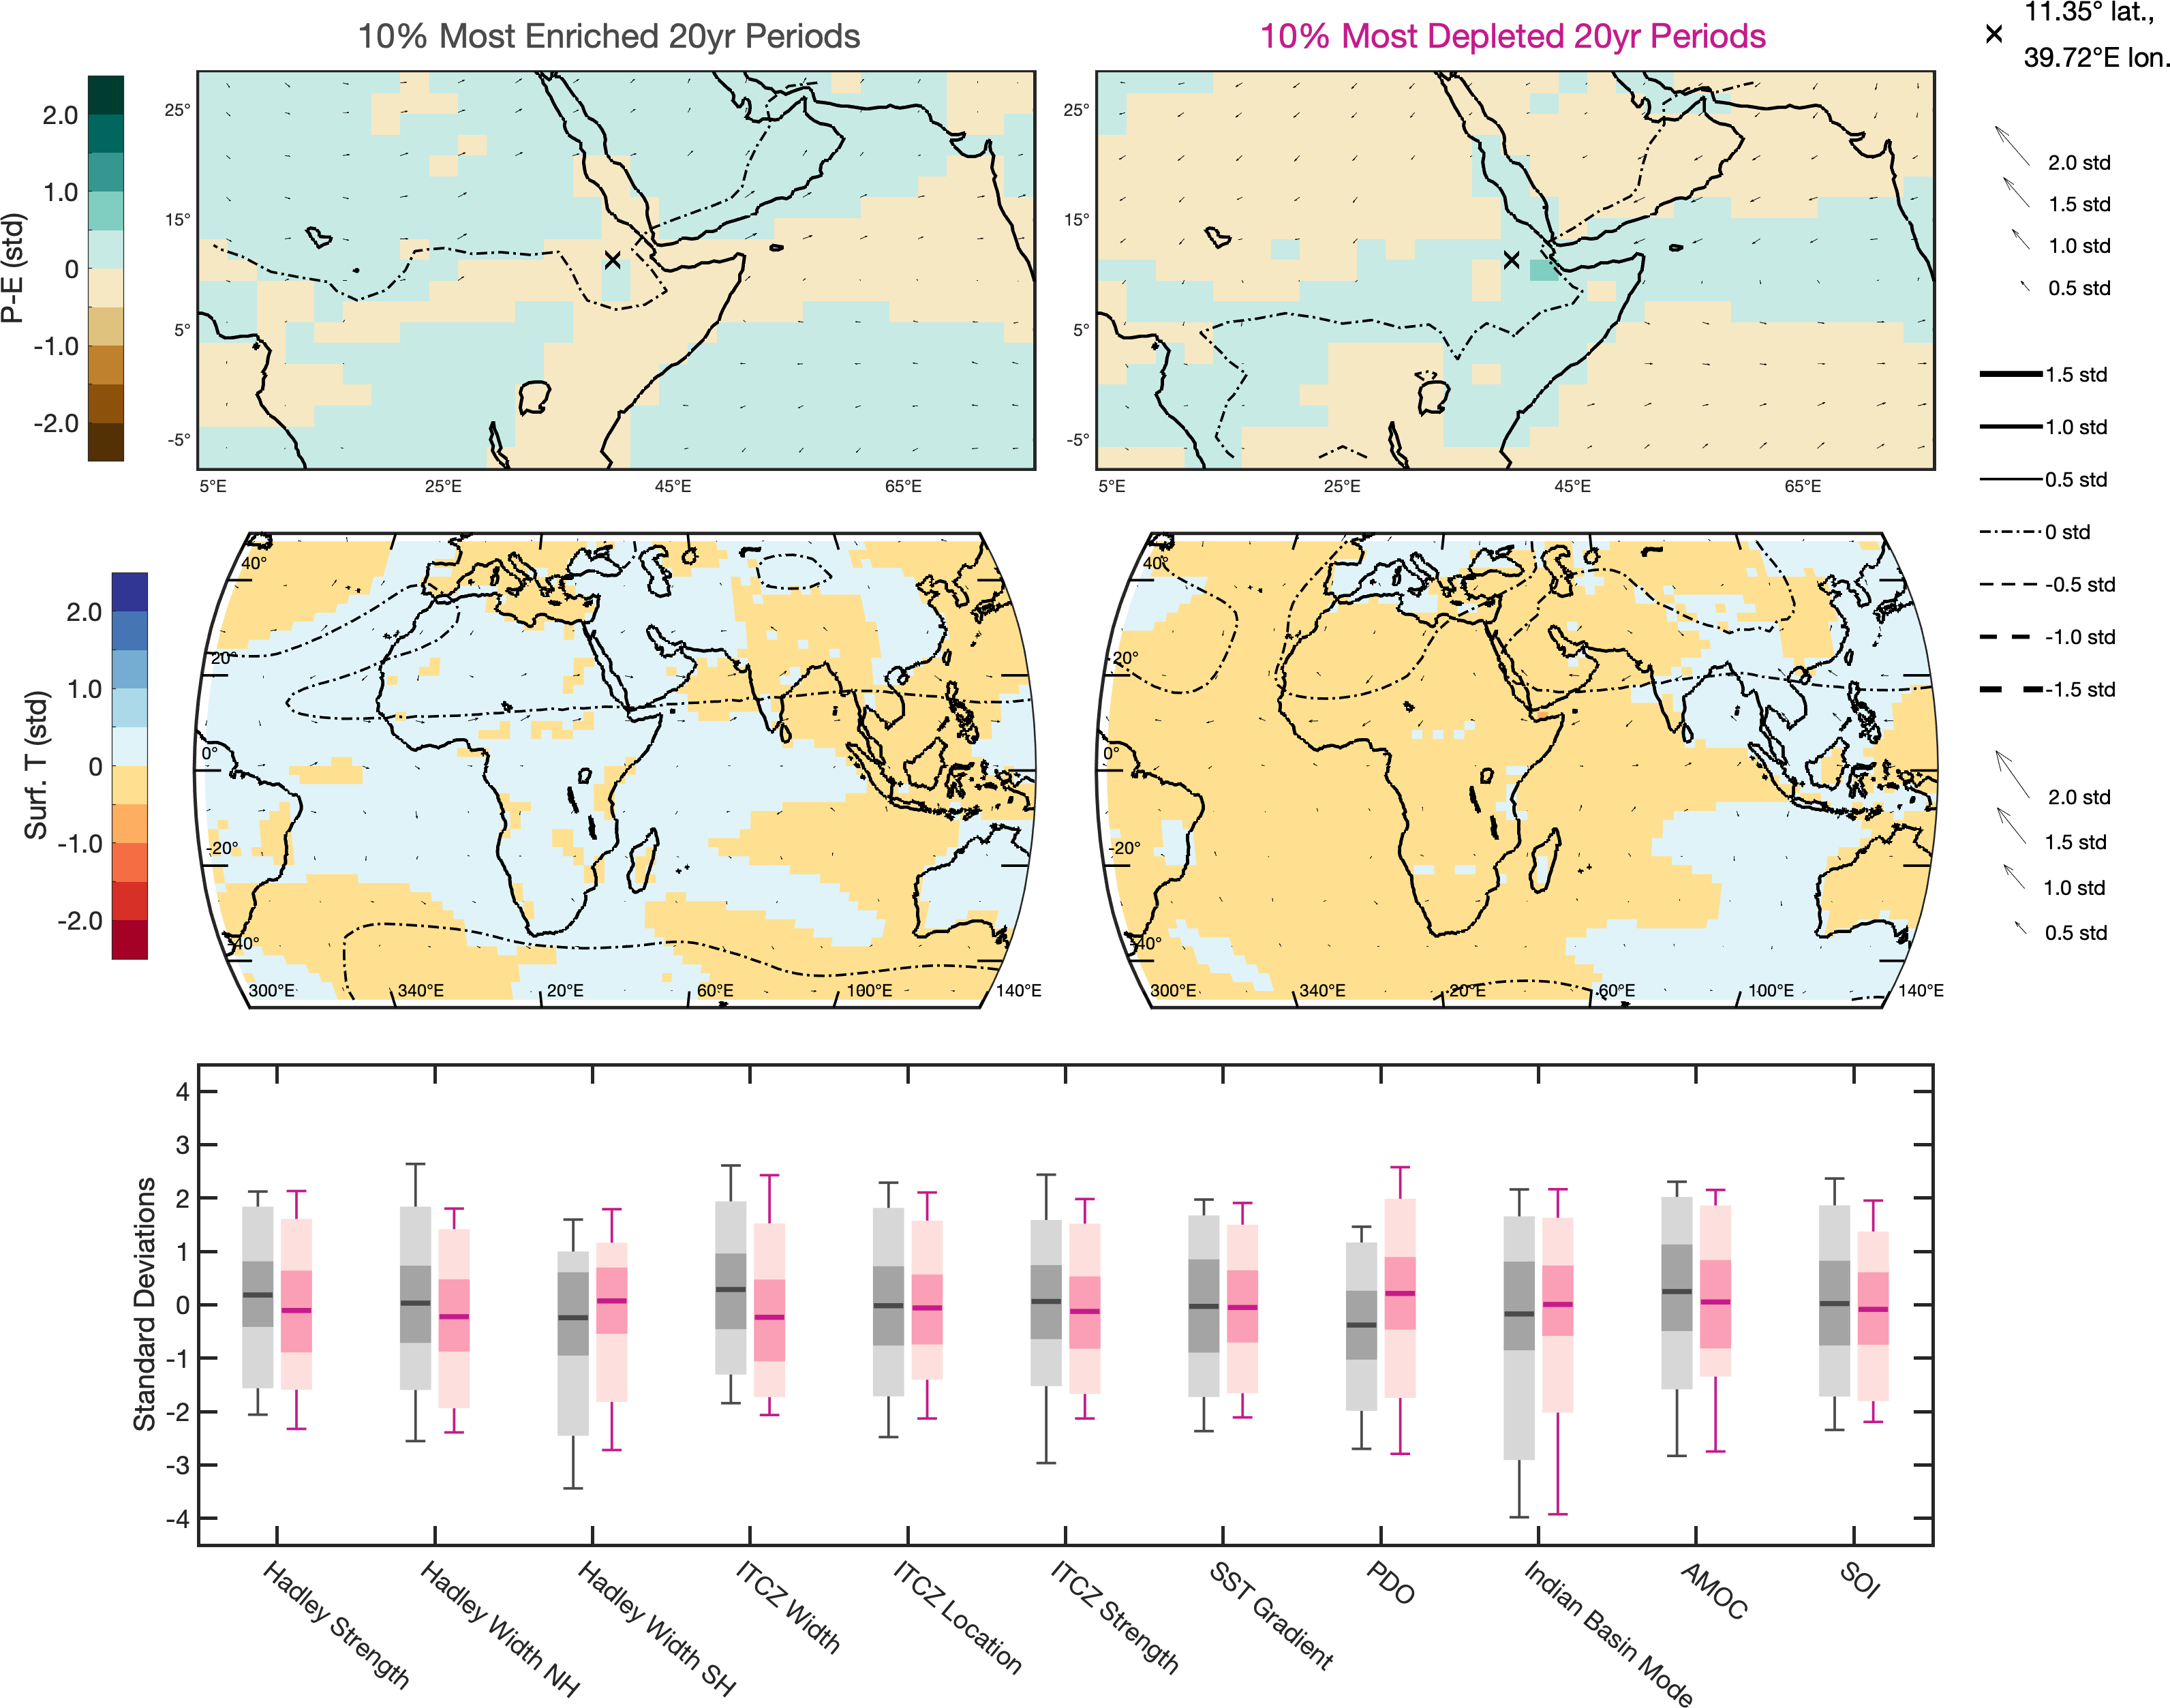 10% Most Enriched 20yr Periods
10% Most Depleted 20yr Periods
11.35° lat.,
39.72°E lon.
P-E (std)
2.0
1.0
0
-1.0
-2.0
25°
15°
5°
-5°
5°E
25°E
45°E
65°E
25°
15°
5°
-5°
5°E
25°E
45°E
65°E
2.0 std
1.5 std
1.0 std
0.5 std
1.5 std
1.0 std
0.5 std
0 std
-0.5 std
-1.0 std
-1.5 std
Surf. T (std)
2.0
1.0
0
-1.0
-2.0
40°
20°
0°
-20°
-40°
300°E
340°E
20°E
60°E
100°E
140°E
40°
20°
0°
-20°
-40°
300°E
340°E
20°E
60°E
100°E
140°E
2.0 std
1.5 std
1.0 std
0.5 std
Standard Deviations
4
3
2
1
0
-1
-2
-3
-4
Hadley Strength
Hadley Width NH
Hadley Width SH
ITCZ Width
ITCZ Location
ITCZ Strength
SST Gradient
PDO
Indian Basin Mode
AMOC
SOI